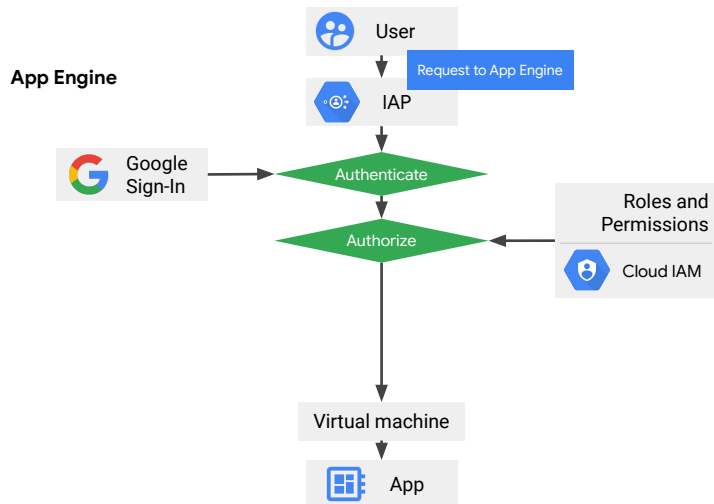 User
Request to App Engine
App Engine
IAP
Google
Sign-In
Authenticate
Roles and
Permissions
Authorize
Cloud IAM
Virtual machine
App